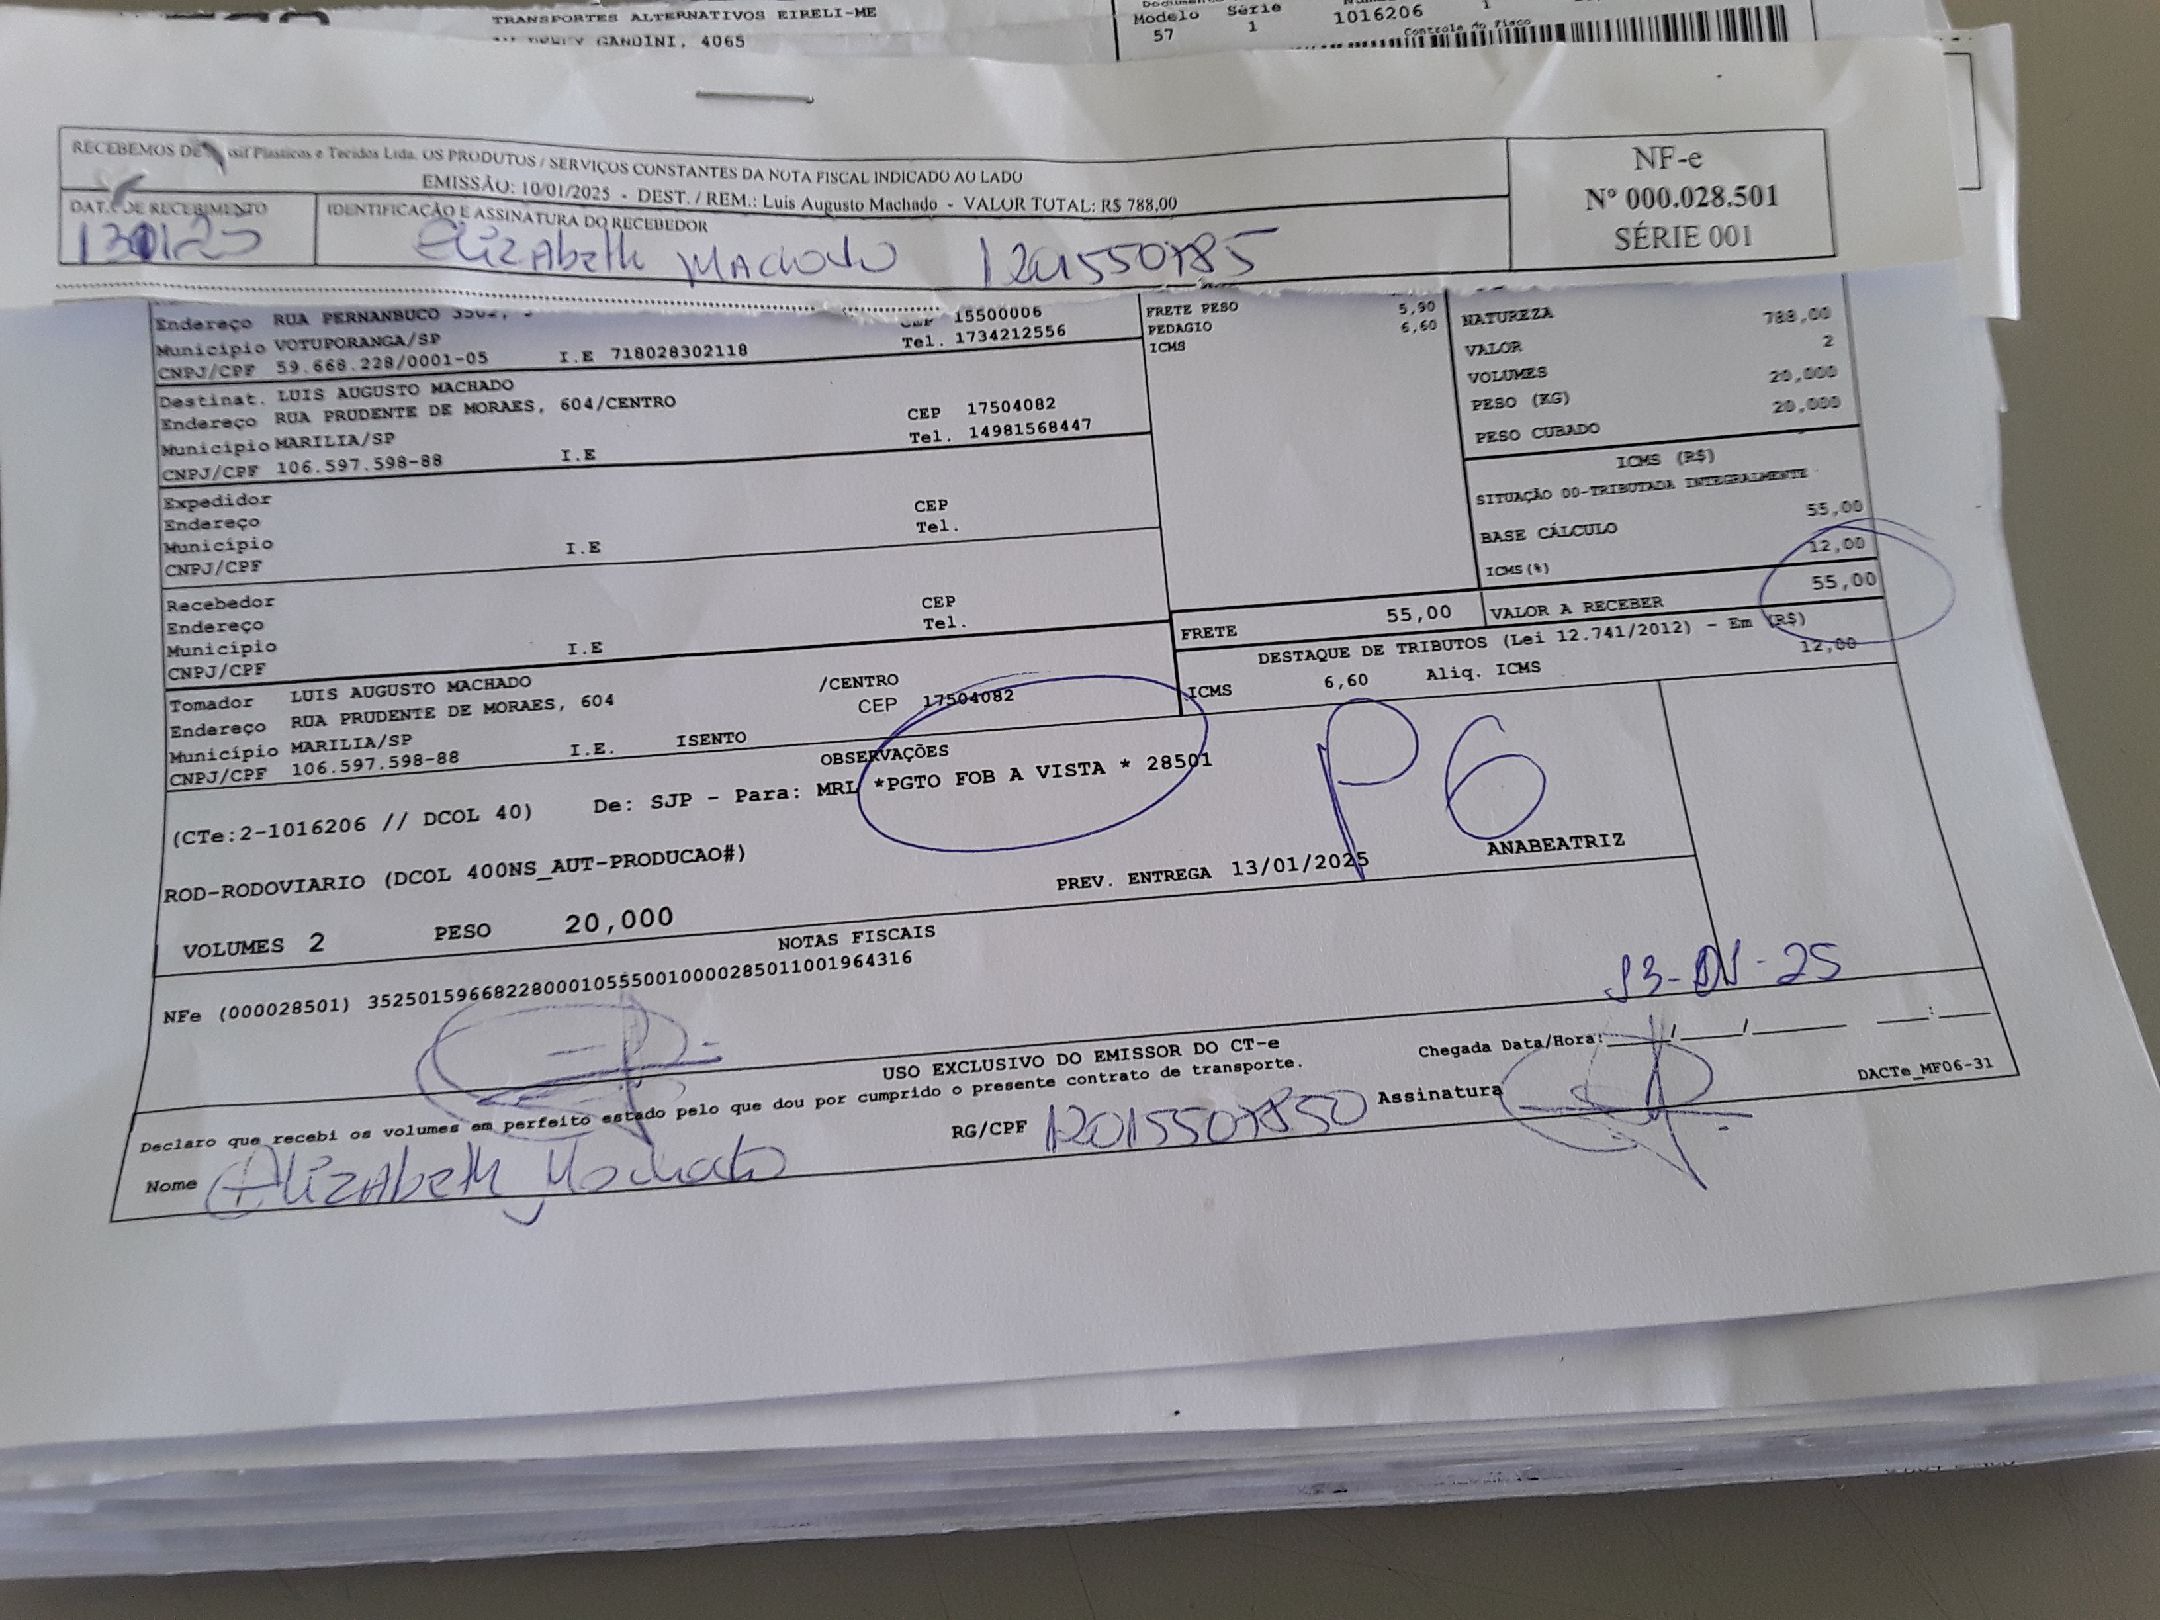 TRANSPORTES ALTERNATIVOS EIRELI-ME
GANDINI, 4065
Modelo Série
57 1 1016206 1
Controle do Fisco
RECEBEMOS DE Plasticos e Tecidos Ltda. OS PRODUTOS / SERVIÇOS CONSTANTES DA NOTA FISCAL INDICADO AO LADO
EMISSÃO: 10/01/2025 - DEST. / REM.: Luis Augusto Machado - VALOR TOTAL: R$ 788,00
NF-e
Nº 000.028.501
SÉRIE 001
DATA DE RECEBIMENTO
130125
IDENTIFICAÇÃO E ASSINATURA DO RECEBEDOR
Elizabeth Machado 1201550785
Endereço RUA PERNANBUCO 3502, CEP 15500006
Município VOTUPORANGA/SP Tel. 1734212556
CNPJ/CPF 59.668.228/0001-05 I.E 718028302118
Destinat. LUIS AUGUSTO MACHADO
Endereço RUA PRUDENTE DE MORAES, 604/CENTRO CEP 17504082
Município MARILIA/SP Tel. 14981568447
CNPJ/CPF 106.597.598-88 I.E
Expedidor
Endereço CEP
Município Tel.
CNPJ/CPF I.E
Recebedor
Endereço CEP
Município Tel.
CNPJ/CPF I.E
Tomador LUIS AUGUSTO MACHADO
Endereço RUA PRUDENTE DE MORAES, 604 /CENTRO
Município MARILIA/SP CEP 17504082
CNPJ/CPF 106.597.598-88 I.E. ISENTO
FRETE PESO 5,90
PEDAGIO 6,60
ICMS
NATUREZA
VALOR 788,00
VOLUMES 2
PESO (KG) 20,000
PESO CUBADO 20,000
ICMS (R$)
SITUAÇÃO 00-TRIBUTADA INTEGRALMENTE
BASE CÁLCULO 55,00
ICMS(%) 12,00
FRETE 55,00 VALOR A RECEBER 55,00
DESTAQUE DE TRIBUTOS (Lei 12.741/2012) - Em (R$)
ICMS 6,60 Aliq. ICMS 12,00
OBSERVAÇÕES
(CTe:2-1016206 // DCOL 40) De: SJP - Para: MRL *PGTO FOB A VISTA * 28501
P6
ROD-RODOVIARIO (DCOL 400NS_AUT-PRODUCAO#)
PREV. ENTREGA 13/01/2025 ANABEATRIZ
VOLUMES 2 PESO 20,000
NOTAS FISCAIS
NFe (000028501) 35250159668228000105550010000285011001964316
13-01-25
USO EXCLUSIVO DO EMISSOR DO CT-e
Declaro que recebi os volumes em perfeito estado pelo que dou por cumprido o presente contrato de transporte.
Chegada Data/Hora: / / :
Nome Elizabeth Machado RG/CPF 12015507850 Assinatura
DACTe_MF06-31